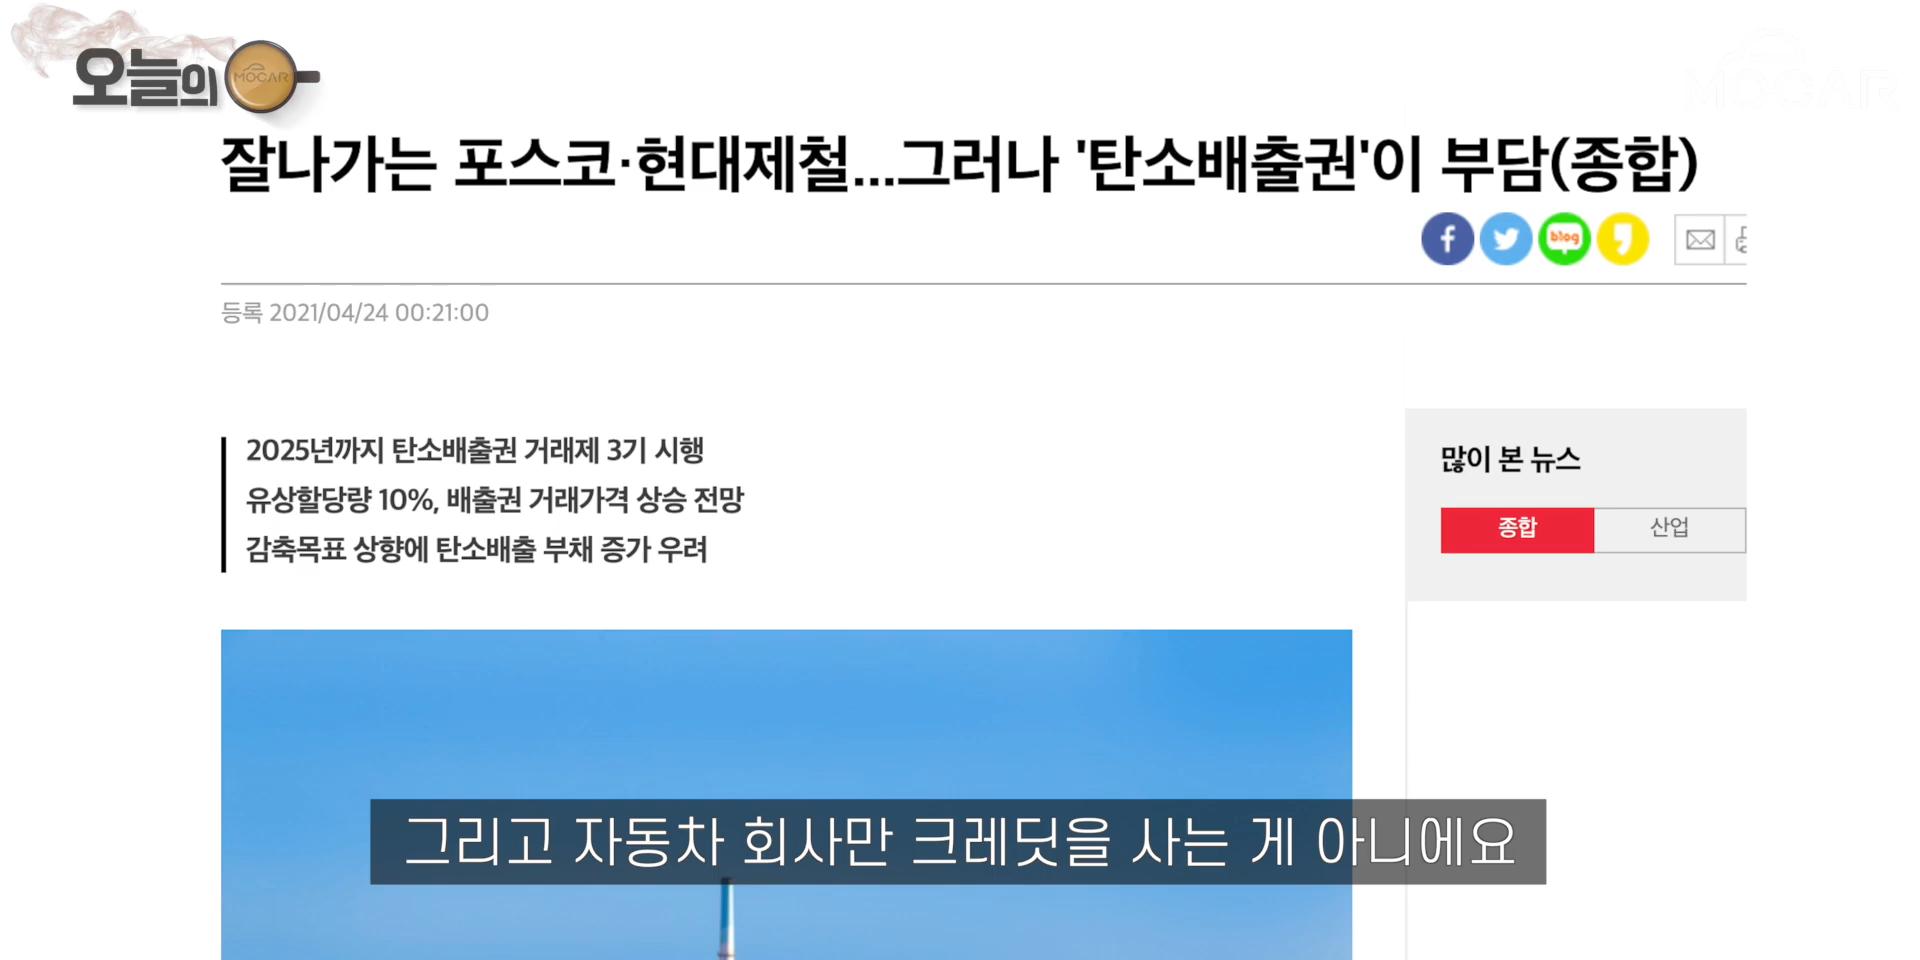 오늘의
MOCAR
MOCAR
잘나가는 포스코·현대제철...그러나 '탄소배출권'이 부담(종합)
blog
등록 2021/04/24 00:21:00
2025년까지 탄소배출권 거래제 3기 시행
유상할당량 10%, 배출권 거래가격 상승 전망
감축목표 상향에 탄소배출 부채 증가 우려
많이 본 뉴스
종합 산업
그리고 자동차 회사만 크레딧을 사는 게 아니에요